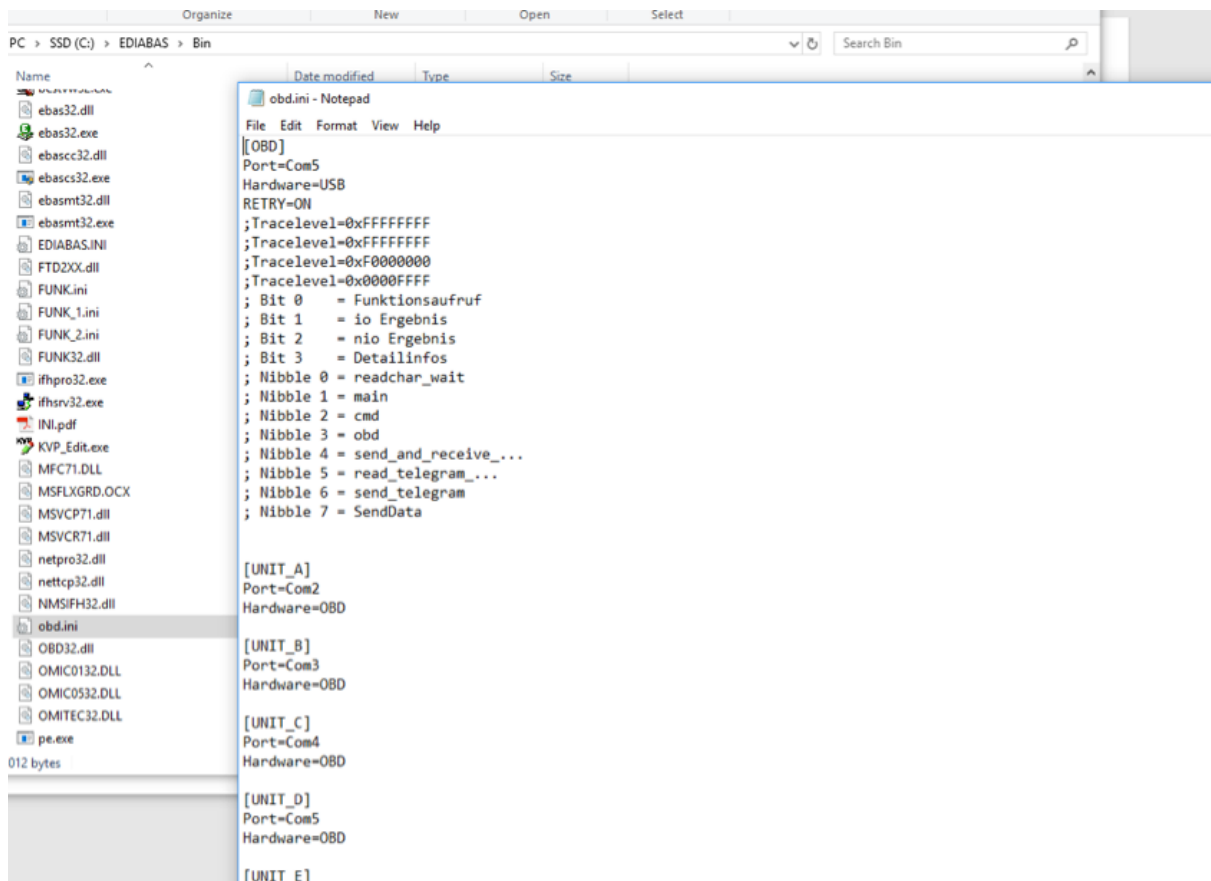 Organize New Open Select
PC > SSD (C:) > EDIABAS > Bin
Search Bin
Name Date modified Type Size
ebas32.dll
ebas32.exe
ebascc32.dll
ebascs32.exe
ebasmt32.dll
ebasmt32.exe
EDIABAS.INI
FTD2XX.dll
FUNK.ini
FUNK_1.ini
FUNK_2.ini
FUNK32.dll
ifhpro32.exe
ifhsrv32.exe
INI.pdf
KVP_Edit.exe
MFC71.DLL
MSFLXGRD.OCX
MSVCP71.dll
MSVCR71.dll
netpro32.dll
nettcp32.dll
NMSIFH32.dll
obd.ini
OBD32.dll
OMIC0132.DLL
OMIC0532.DLL
OMITEC32.DLL
pe.exe
012 bytes
obd.ini - Notepad
File Edit Format View Help
[OBD]
Port=Com5
Hardware=USB
RETRY=ON
;Tracelevel=0xFFFFFFFF
;Tracelevel=0xFFFFFFFF
;Tracelevel=0xF0000000
;Tracelevel=0x0000FFFF
; Bit 0    = Funktionsaufruf
; Bit 1    = io Ergebnis
; Bit 2    = nio Ergebnis
; Bit 3    = Detailinfos
; Nibble 0 = readchar_wait
; Nibble 1 = main
; Nibble 2 = cmd
; Nibble 3 = obd
; Nibble 4 = send_and_receive_...
; Nibble 5 = read_telegram_...
; Nibble 6 = send_telegram
; Nibble 7 = SendData
[UNIT_A]
Port=Com2
Hardware=OBD
[UNIT_B]
Port=Com3
Hardware=OBD
[UNIT_C]
Port=Com4
Hardware=OBD
[UNIT_D]
Port=Com5
Hardware=OBD
[UNIT_E]